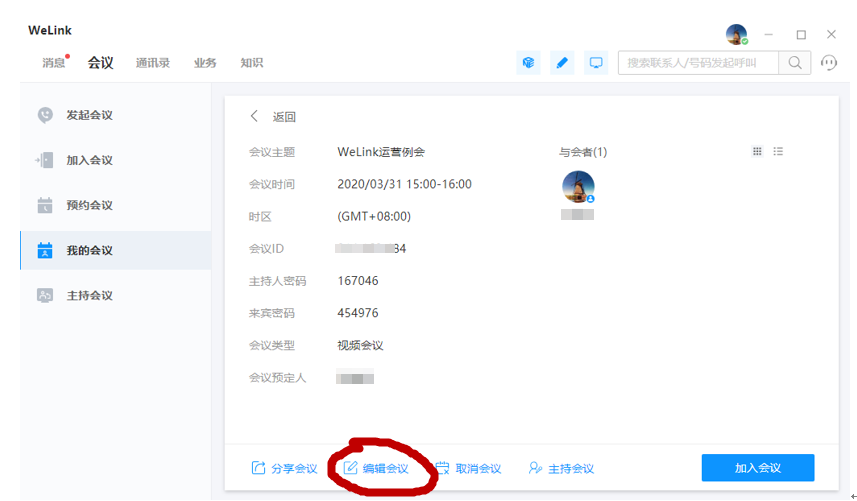 WeLink
消息 会议 通讯录 业务 知识 搜索联系人/号码发起呼叫
发起会议
加入会议
预约会议
我的会议
主持会议
返回
会议主题 WeLink运营例会 与会者(1)
会议时间 2020/03/31 15:00-16:00
时区 (GMT+08:00)
会议ID 84
主持人密码 167046
来宾密码 454976
会议类型 视频会议
会议预定人
分享会议 编辑会议 取消会议 主持会议 加入会议